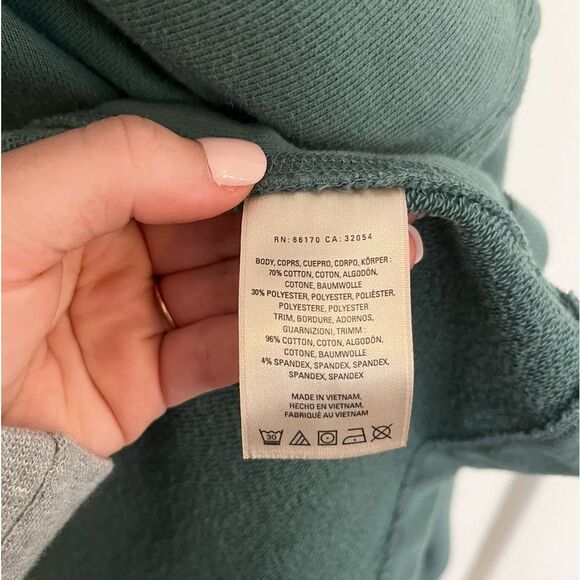 RN: 66170 CA: 32054
BODY, COPRS, CUEPRO, CORPO, KÖRPER :
70% COTTON, COTON, ALGODÓN,
COTONE, BAUMWOLLE
30% POLYESTER, POLYESTER, POLIÉSTER,
POLYESTERE, POLYESTER
TRIM, BORDURE, ADORNOS,
GUARNIZIONI, TRIMM :
96% COTTON, COTON, ALGODÓN,
COTONE, BAUMWOLLE
4% SPANDEX, SPANDEX, SPANDEX,
SPANDEX, SPANDEX
MADE IN VIETNAM,
HECHO EN VIETNAM,
FABRIQUÉ AU VIETNAM
30